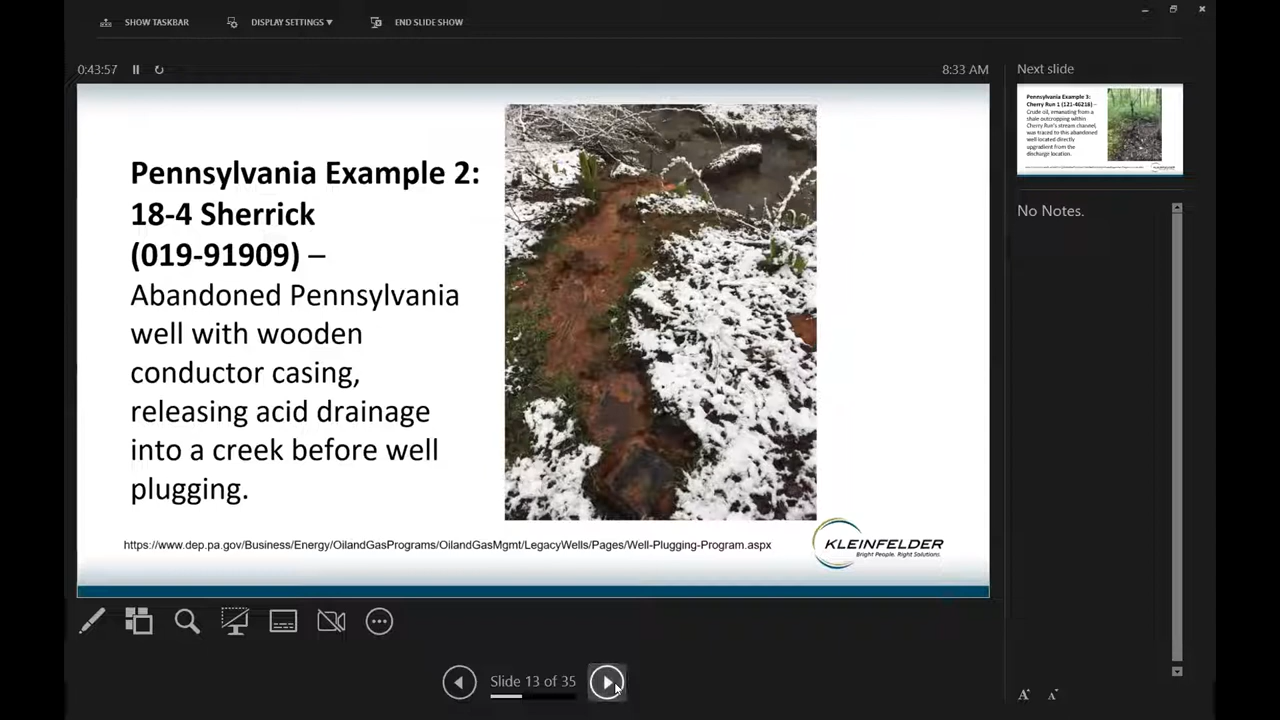 SHOW TASKBAR
DISPLAY SETTINGS ▼
END SLIDE SHOW
0:43:57
8:33 AM
Next slide
Pennsylvania Example 2:
18-4 Sherrick
(019-91909) –
Abandoned Pennsylvania
well with wooden
conductor casing,
releasing acid drainage
into a creek before well
plugging.
https://www.dep.pa.gov/Business/Energy/OilandGasPrograms/OilandGasMgmt/LegacyWells/Pages/Well-Plugging-Program.aspx
KLEINFELDER
Bright People. Right Solutions.
Pennsylvania Example 3:
Cherry Run 1 (121-46218) –
Crude oil, emanating from a
shale outcropping within
Cherry Run's stream channel,
was traced to this abandoned
well located directly
upgradient from the
discharge location.
No Notes.
Slide 13 of 35
A
A